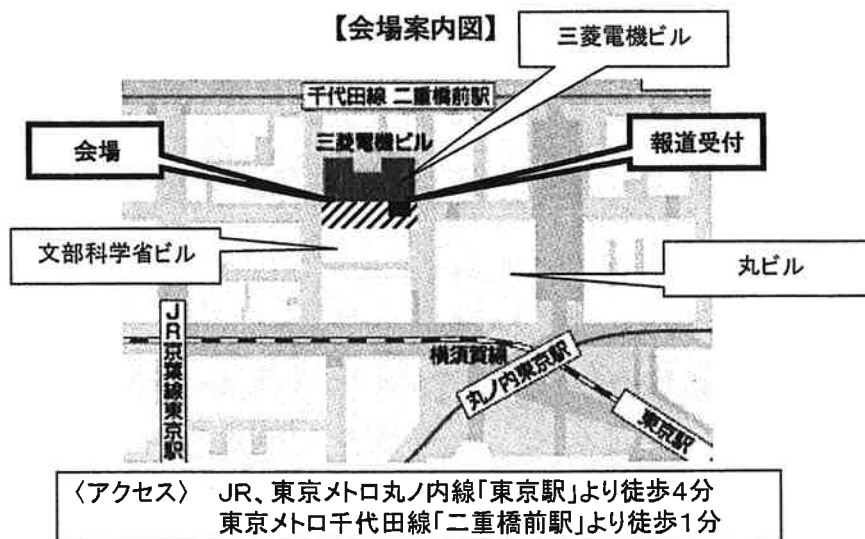 【会場案内図】
三菱電機ビル
千代田線 二重橋前駅
会場
三菱電機ビル
報道受付
文部科学省ビル
丸ビル
JR京葉線東京駅
横須賀線
丸ノ内東京駅
東京駅
〈アクセス〉 JR、東京メトロ丸ノ内線「東京駅」より徒歩4分
東京メトロ千代田線「二重橋前駅」より徒歩1分